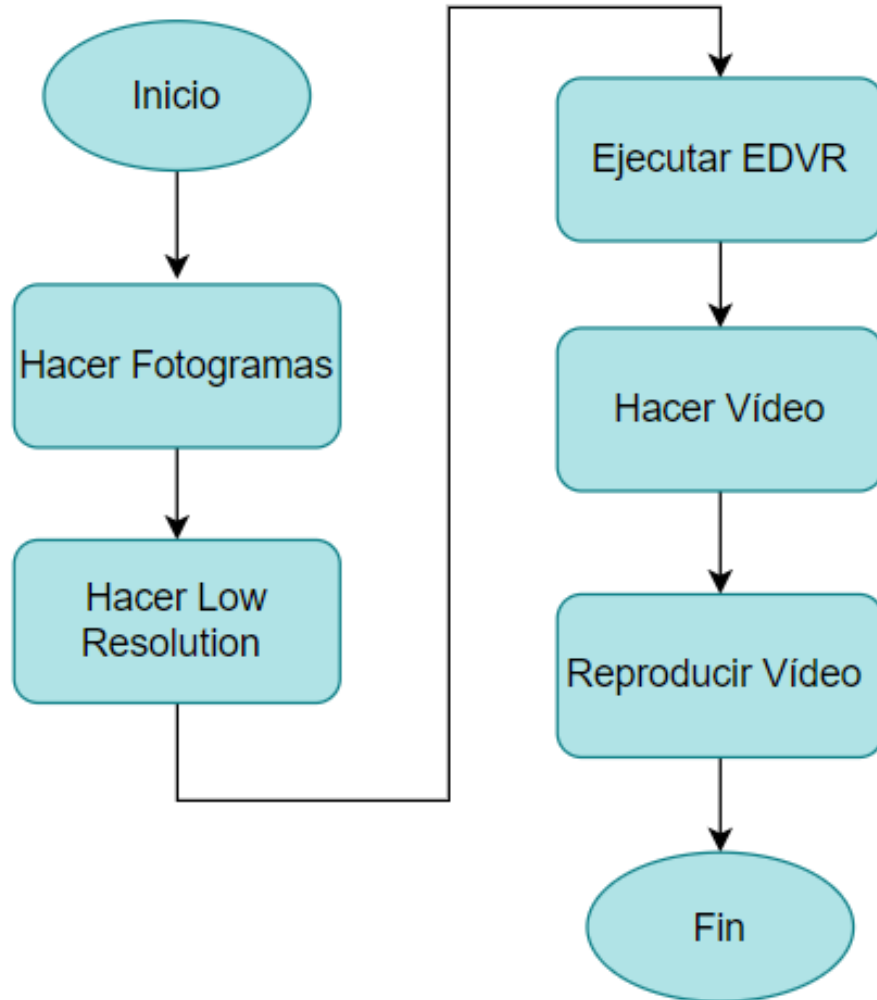 Inicio
Hacer Fotogramas
Hacer Low
Resolution
Ejecutar EDVR
Hacer Vídeo
Reproducir Vídeo
Fin